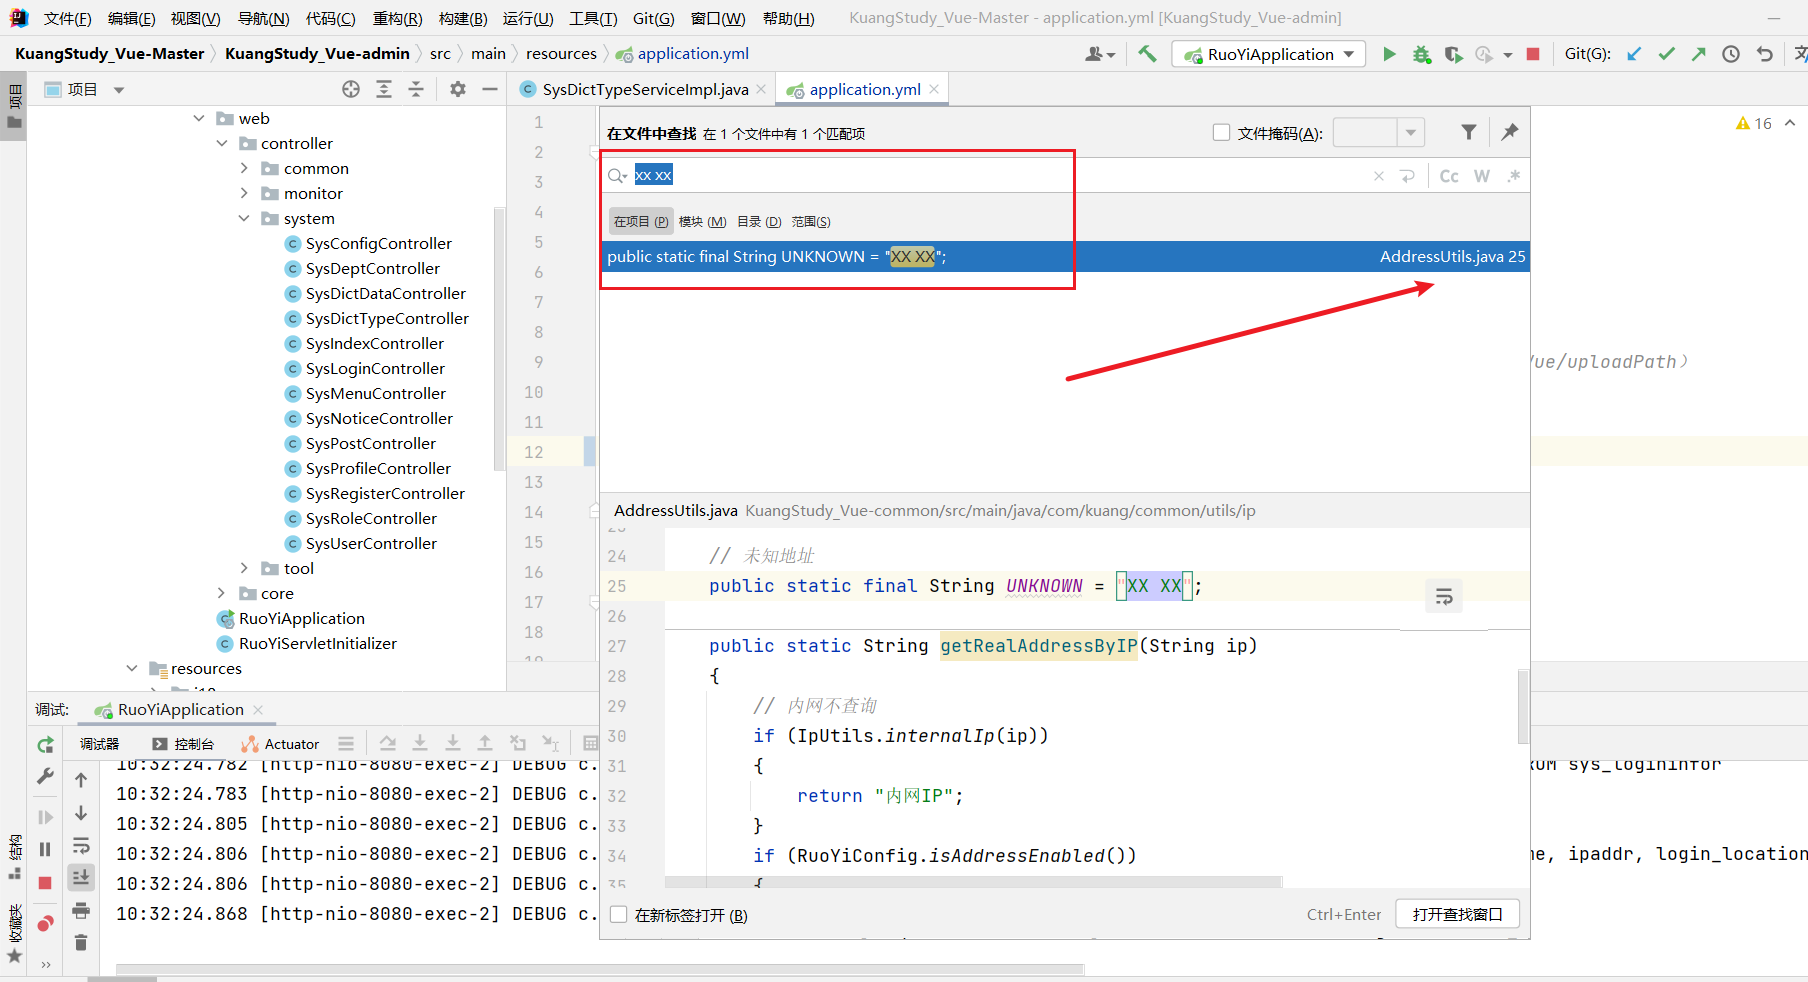 文件(F) 编辑(E) 视图(V) 导航(N) 代码(C) 重构(R) 构建(B) 运行(U) 工具(T) Git(G) 窗口(W) 帮助(H) KuangStudy_Vue-Master - application.yml [KuangStudy_Vue-admin]
KuangStudy_Vue-Master KuangStudy_Vue-admin src main resources application.yml RuoYiApplication Git(G):
项目 SysDictTypeServiceImpl.java application.yml
项目
web
controller
common
monitor
system
SysConfigController
SysDeptController
SysDictDataController
SysDictTypeController
SysIndexController
SysLoginController
SysMenuController
SysNoticeController
SysPostController
SysProfileController
SysRegisterController
SysRoleController
SysUserController
tool
core
RuoYiApplication
RuoYiServletInitializer
resources
1
2
3
4
5
6
7
8
9
10
11
12
13
14
15
16
17
18
19
16
在文件中查找 在 1 个文件中有 1 个匹配项 文件掩码(A):
xx xx Cc W .*
在项目 (P) 模块 (M) 目录 (D) 范围(S)
public static final String UNKNOWN = "XX XX"; AddressUtils.java 25
/uploadPath）
AddressUtils.java KuangStudy_Vue-common/src/main/java/com/kuang/common/utils/ip
24 // 未知地址
25 public static final String UNKNOWN = "XX XX";
26
27 public static String getRealAddressByIP(String ip)
28 {
29 // 内网不查询
30 if (IpUtils.internalIp(ip))
31 {
32 return "内网IP";
33 }
34 if (RuoYiConfig.isAddressEnabled())
35 {
在新标签打开 (B) Ctrl+Enter 打开查找窗口
调试: RuoYiApplication
调试器 控制台 Actuator
10:32:24.782 [http-nio-8080-exec-2] DEBUG c. sys_logininfor
10:32:24.783 [http-nio-8080-exec-2] DEBUG c.
10:32:24.805 [http-nio-8080-exec-2] DEBUG c.
10:32:24.806 [http-nio-8080-exec-2] DEBUG c. ipaddr, login_location
10:32:24.806 [http-nio-8080-exec-2] DEBUG c.
10:32:24.868 [http-nio-8080-exec-2] DEBUG c.
结构
收藏夹